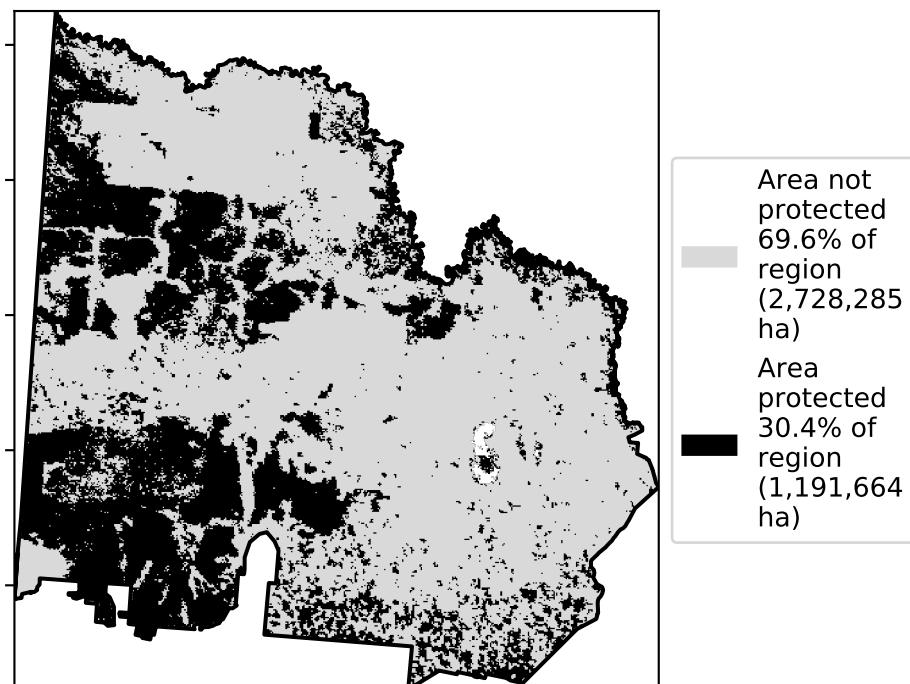 Area not
protected
69.6% of
region
(2,728,285
ha)
Area
protected
30.4% of
region
(1,191,664
ha)